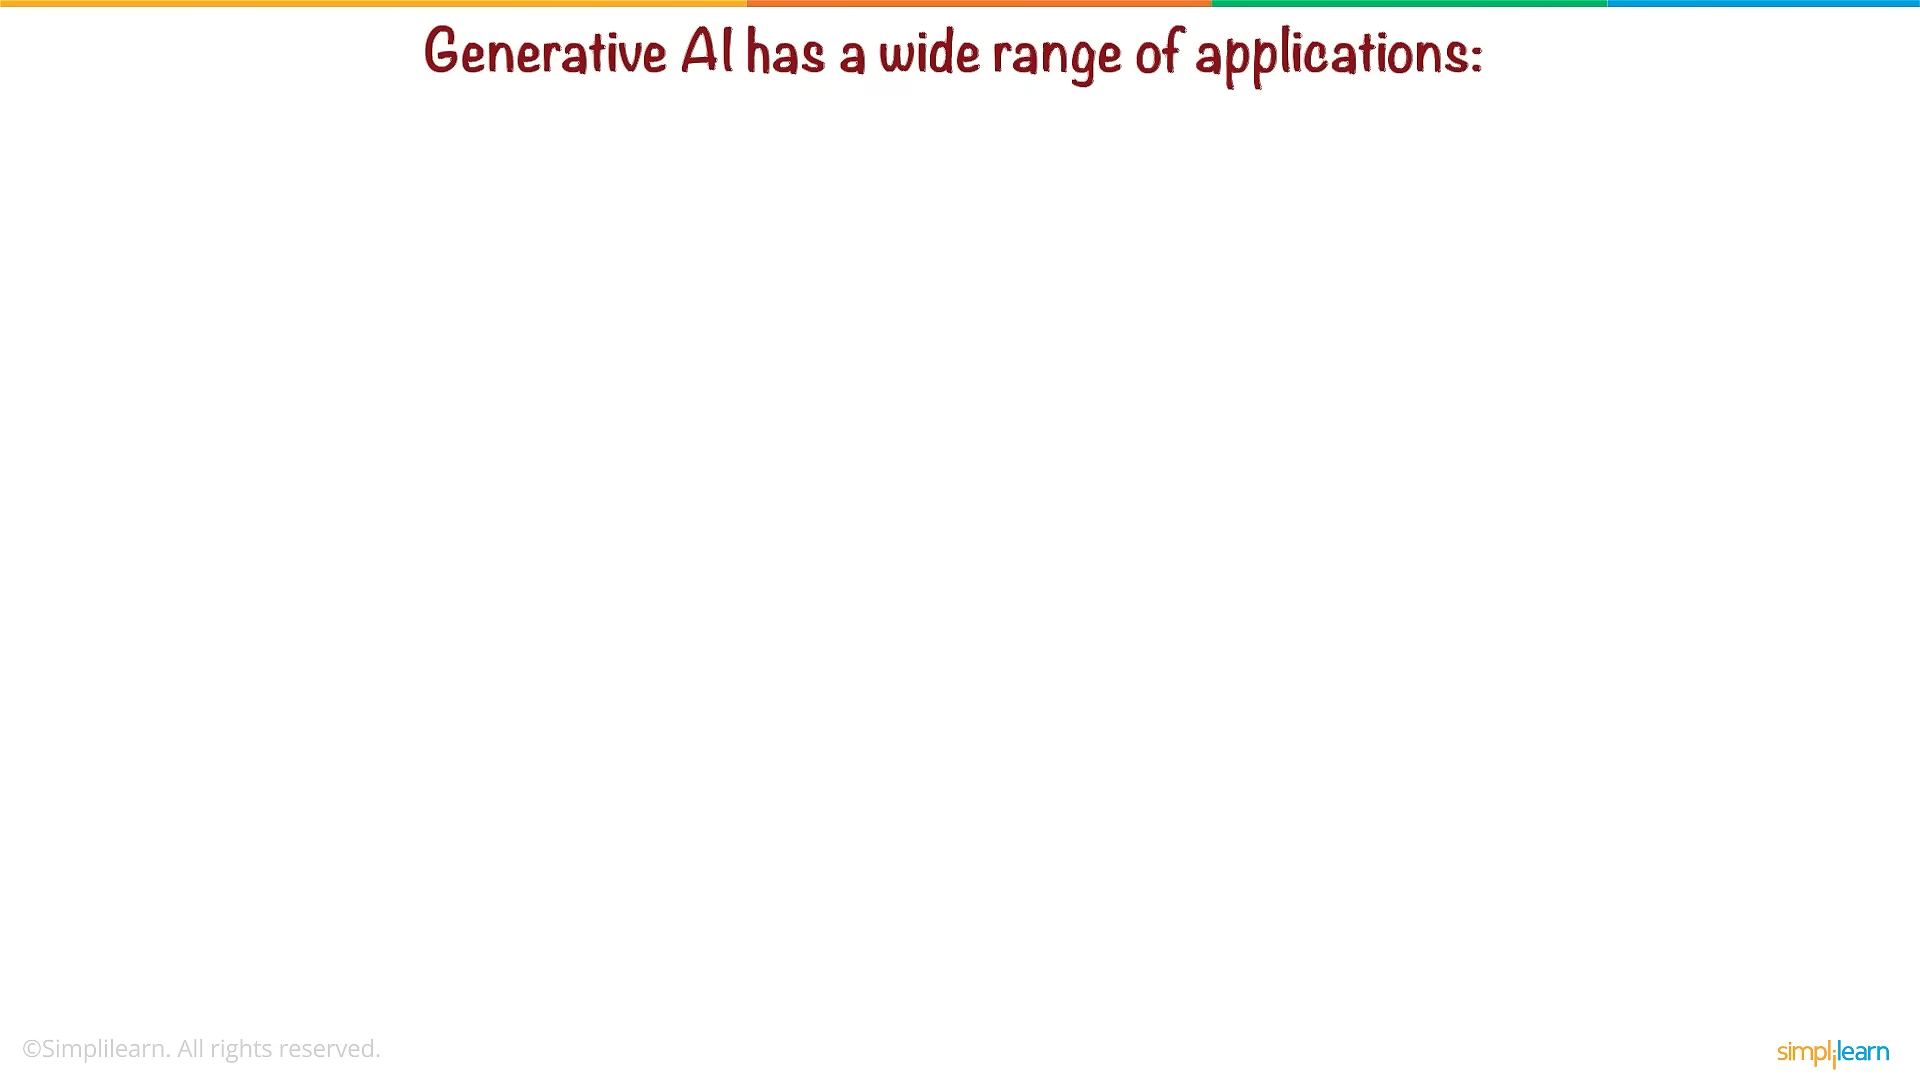 Generative AI has a wide range of applications:
©Simplilearn. All rights reserved.
simplilearn